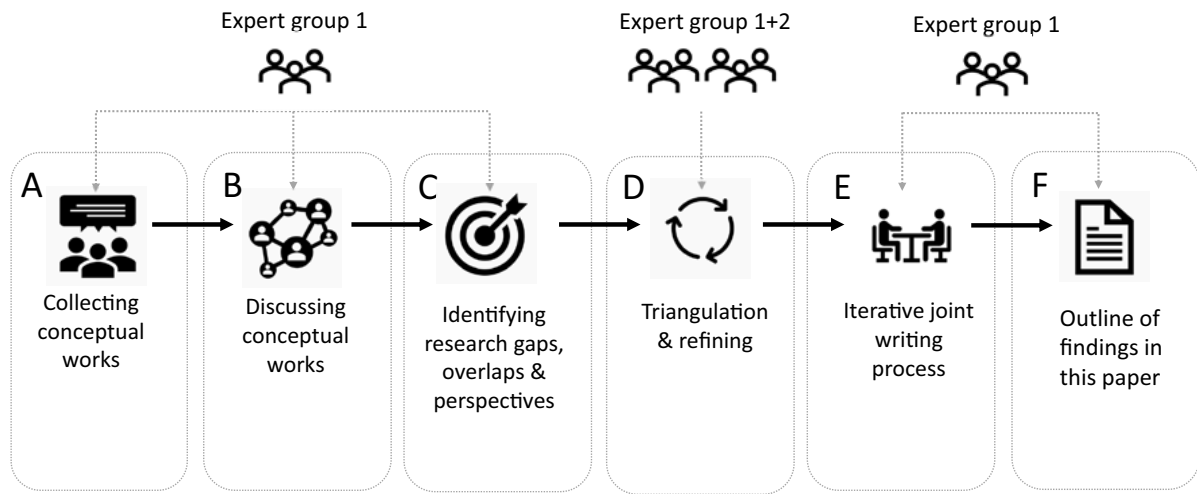 Expert group 1
Expert group 1+2
Expert group 1
A
Collecting
conceptual
works
B
Discussing
conceptual
works
C
Identifying
research gaps,
overlaps &
perspectives
D
Triangulation
& refining
E
Iterative joint
writing
process
F
Outline of
findings in
this paper